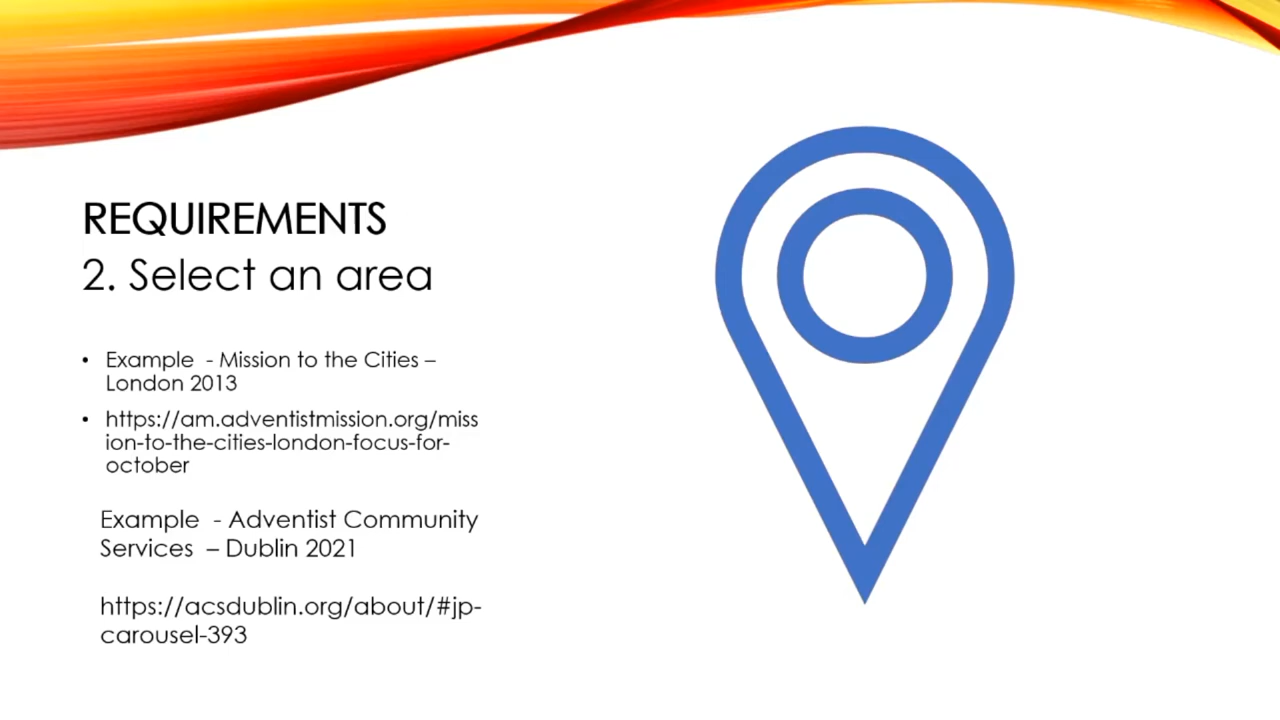 REQUIREMENTS
2. Select an area
• Example  - Mission to the Cities –
London 2013
• https://am.adventistmission.org/miss
ion-to-the-cities-london-focus-for-
october
Example  - Adventist Community
Services  – Dublin 2021
https://acsdublin.org/about/#jp-
carousel-393